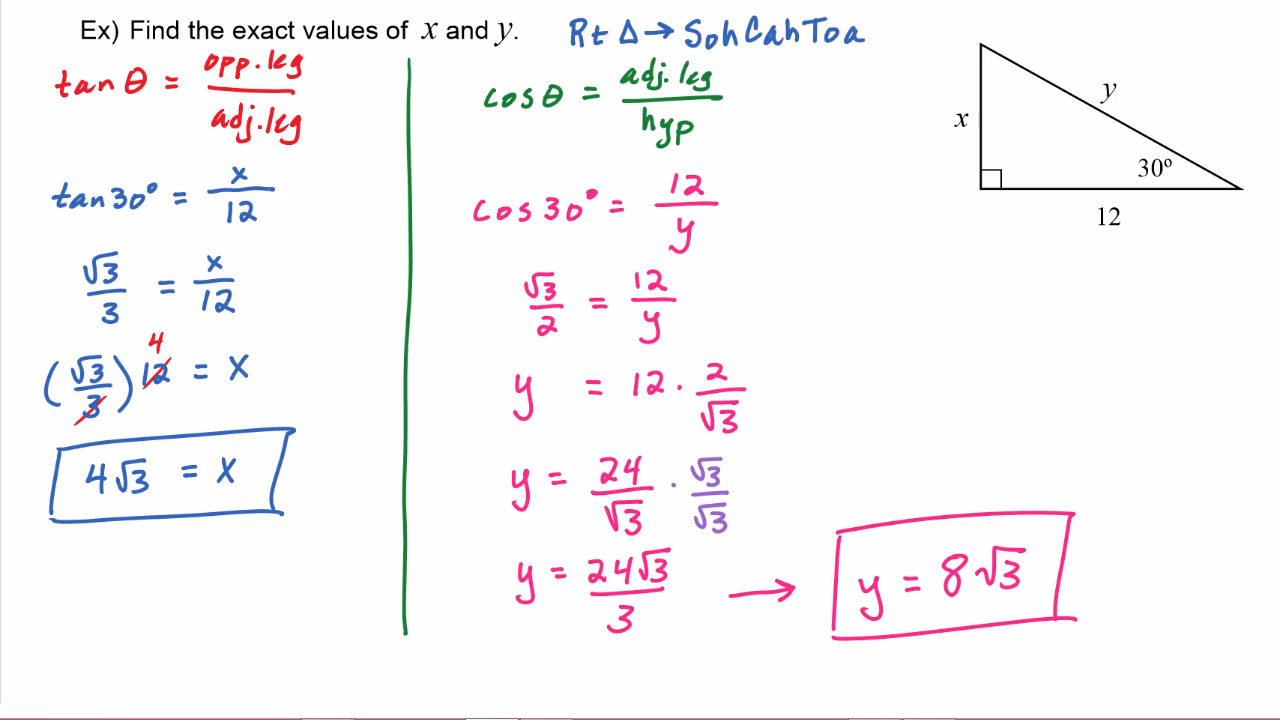 Ex) Find the exact values of x and y. Rt Δ → SohCahToa
tan θ = opp.leg / adj.leg
tan 30° = x / 12
√3 / 3 = x / 12
(√3 / 3) 12 = x
4
4√3 = x
cos θ = adj.leg / hyp
cos 30° = 12 / y
√3 / 2 = 12 / y
y = 12 · 2 / √3
y = 24 / √3 · √3 / √3
y = 24√3 / 3 → y = 8√3
x
y
30º
12